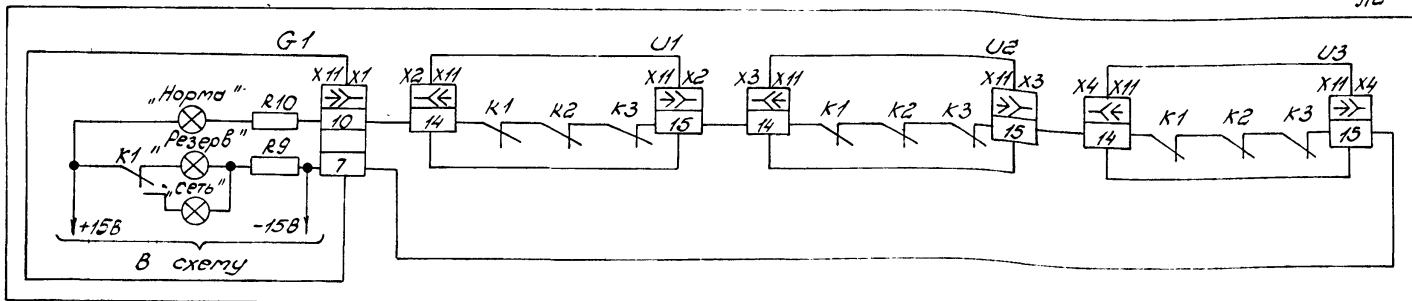 G1
U1
U2
U3
X11 X1
X2 X11
X11 X2
X3 X11
X11 X3
X4 X11
X11 X4
„Норма"
R10
10
14
K1
K2
K3
15
14
K1
K2
K3
15
14
K1
K2
K3
15
"Резерв"
R9
7
K1
"Сеть"
+15В
-15В
В схему